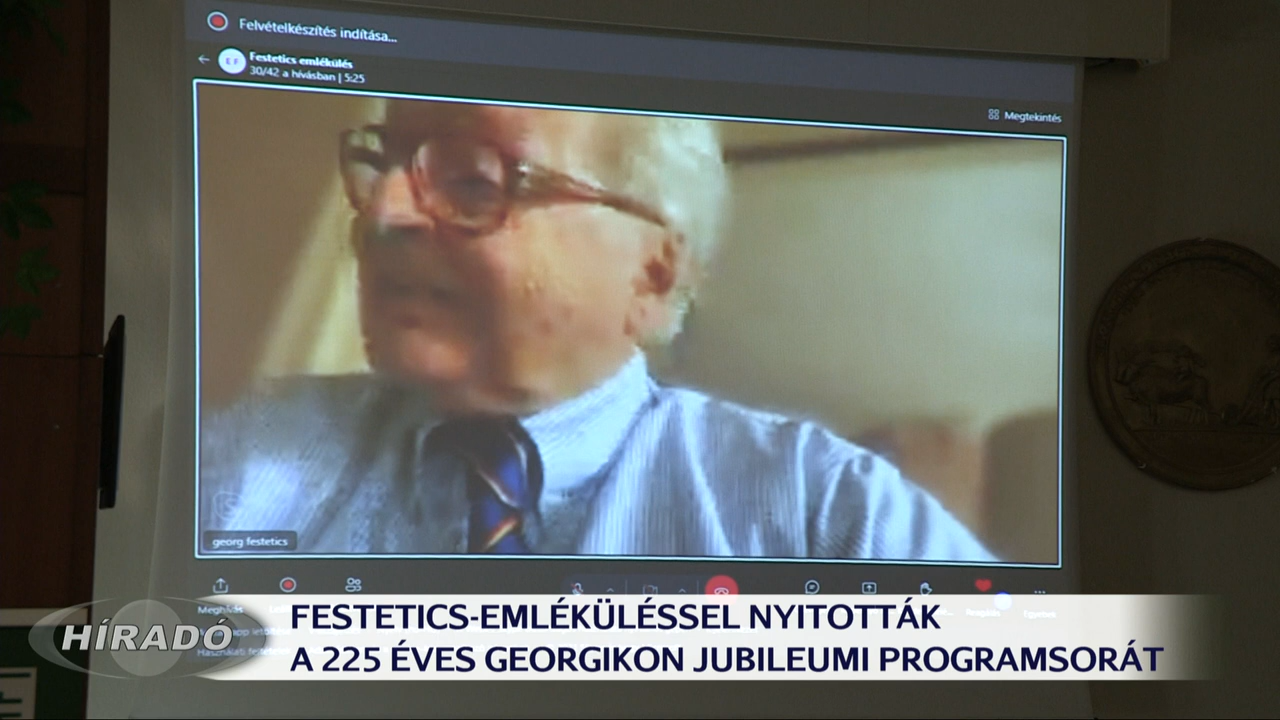 Felvételkészítés indítása...
EF
Festetics emlékülés
30/42 a hívásban | 5:25
Megtekintés
georg festetics
HÍRADÓ
FESTETICS-EMLÉKÜLÉSSEL NYITOTTÁK
A 225 ÉVES GEORGIKON JUBILEUMI PROGRAMSORÁT